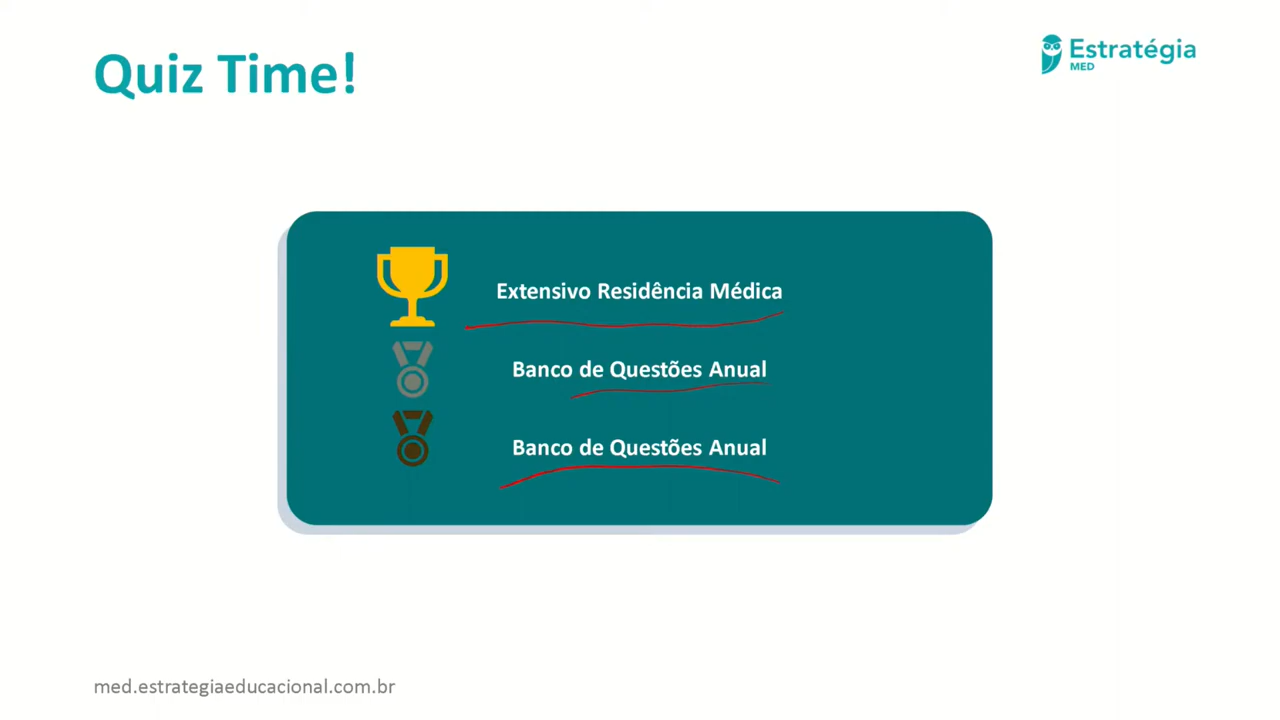 Quiz Time!
Estratégia
MED
Extensivo Residência Médica
Banco de Questões Anual
Banco de Questões Anual
med.estrategiaeducacional.com.br